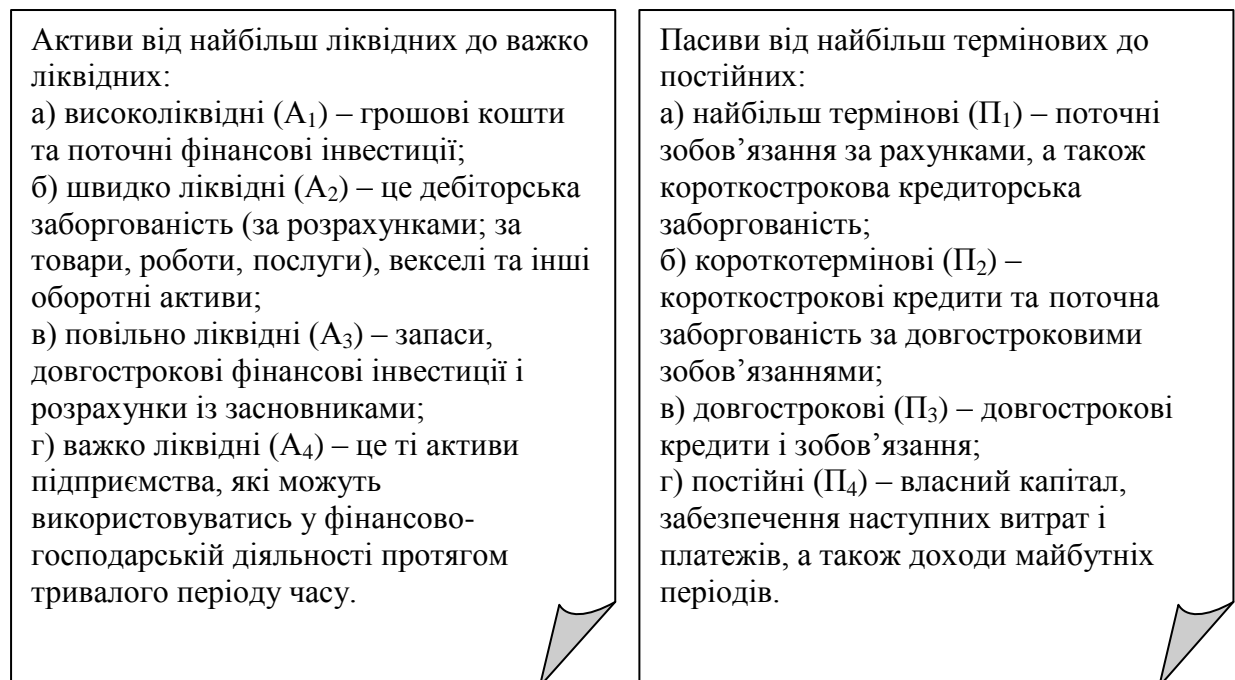 Активи від найбільш ліквідних до важко
ліквідних:
а) високоліквідні (А₁) – грошові кошти
та поточні фінансові інвестиції;
б) швидко ліквідні (А₂) – це дебіторська
заборгованість (за розрахунками; за
товари, роботи, послуги), векселі та інші
оборотні активи;
в) повільно ліквідні (А₃) – запаси,
довгострокові фінансові інвестиції і
розрахунки із засновниками;
г) важко ліквідні (А₄) – це ті активи
підприємства, які можуть
використовуватись у фінансово-
господарській діяльності протягом
тривалого періоду часу.
Пасиви від найбільш термінових до
постійних:
а) найбільш термінові (П₁) – поточні
зобов’язання за рахунками, а також
короткострокова кредиторська
заборгованість;
б) короткотермінові (П₂) –
короткострокові кредити та поточна
заборгованість за довгостроковими
зобов’язаннями;
в) довгострокові (П₃) – довгострокові
кредити і зобов’язання;
г) постійні (П₄) – власний капітал,
забезпечення наступних витрат і
платежів, а також доходи майбутніх
періодів.